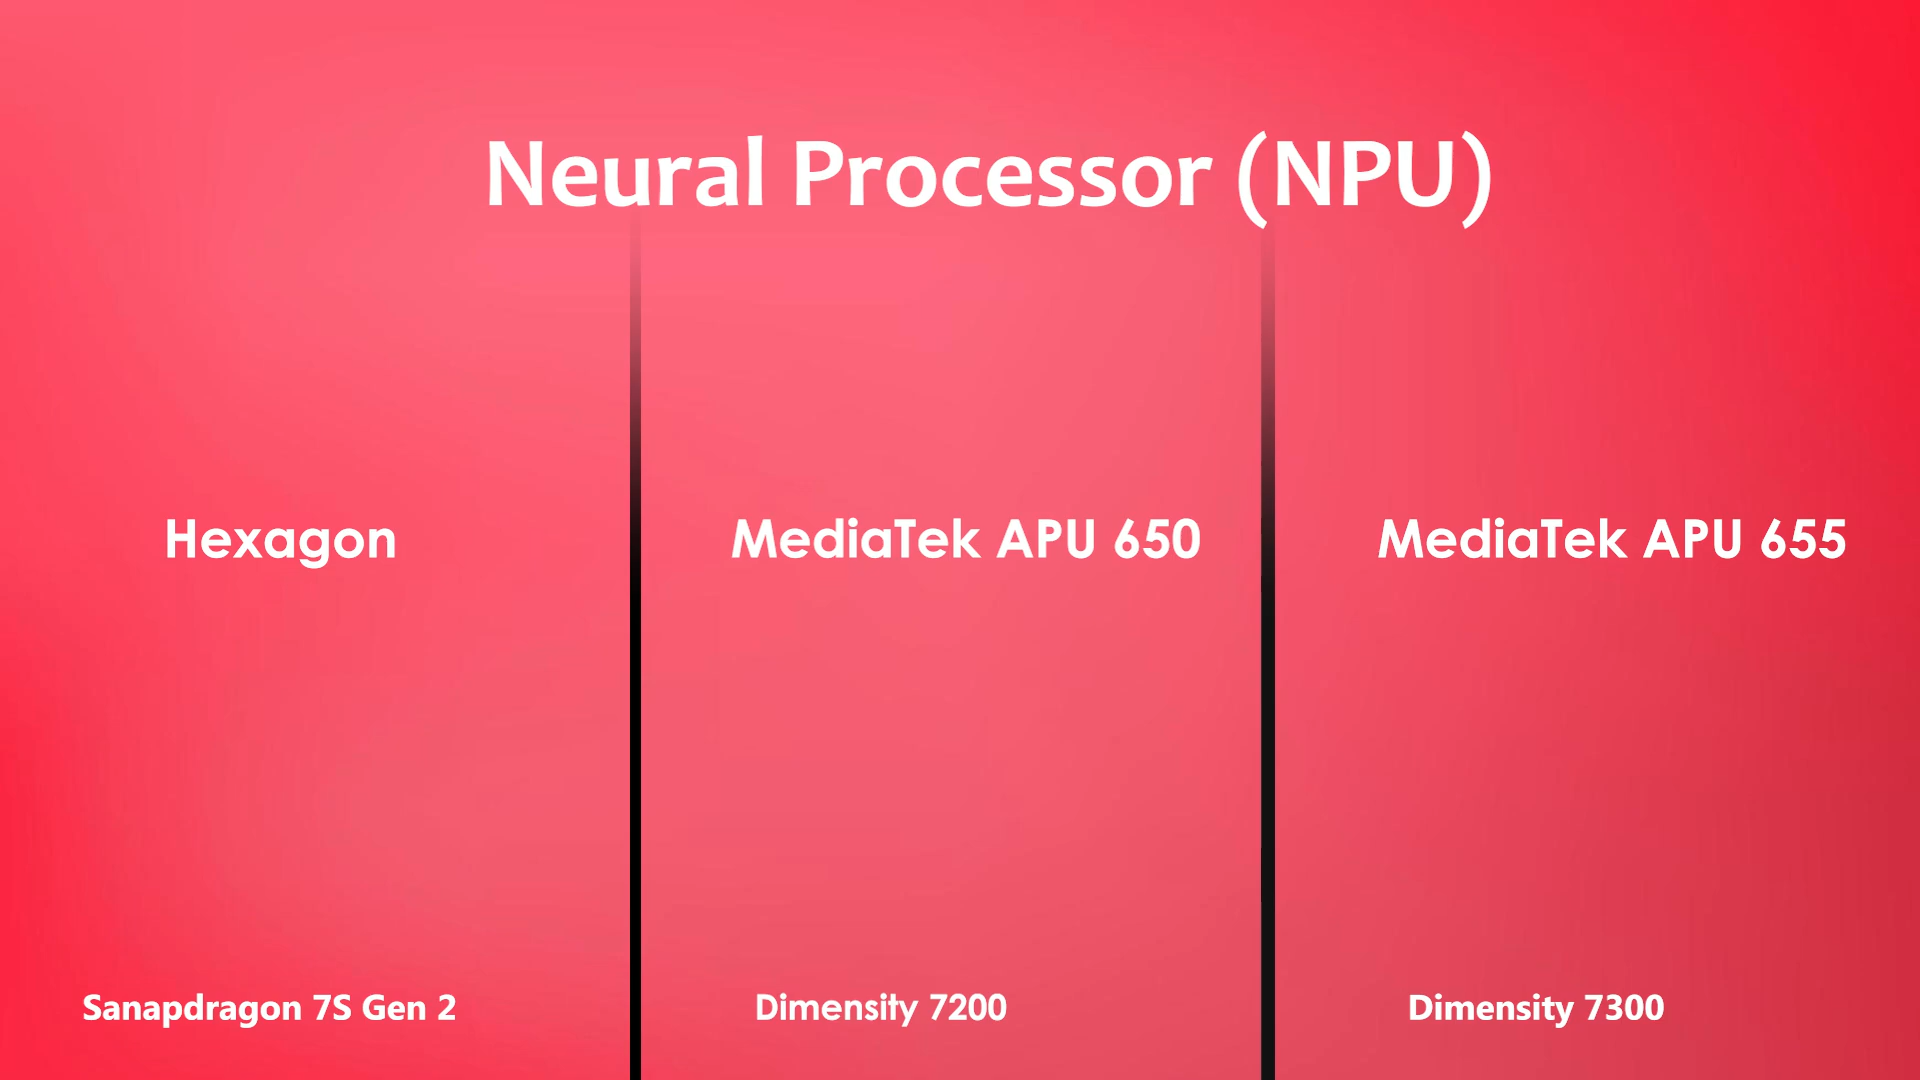 Neural Processor (NPU)
Hexagon
MediaTek APU 650
MediaTek APU 655
Sanapdragon 7S Gen 2
Dimensity 7200
Dimensity 7300